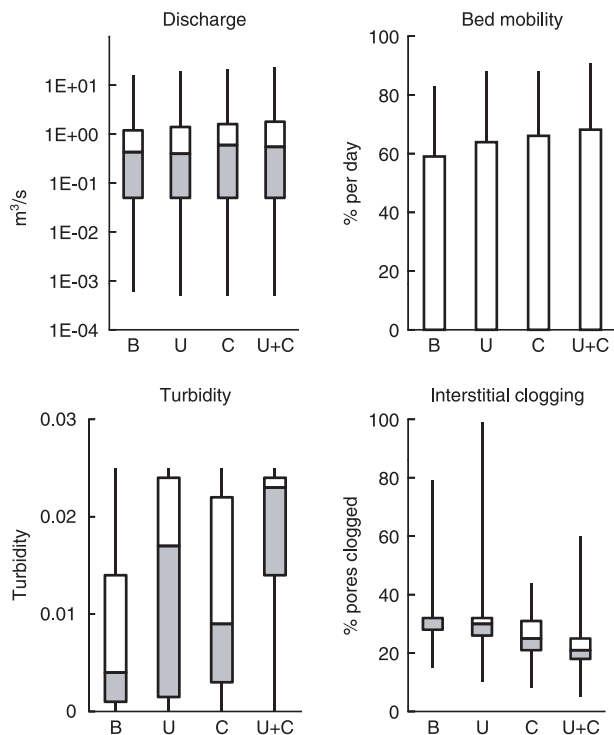 Discharge
m³/s
1E+01
1E+00
1E-01
1E-02
1E-03
1E-04
B U C U+C
Bed mobility
% per day
100
80
60
40
20
0
B U C U+C
Turbidity
Turbidity
0.03
0.02
0.01
0
B U C U+C
Interstitial clogging
% pores clogged
100
80
60
40
20
0
B U C U+C